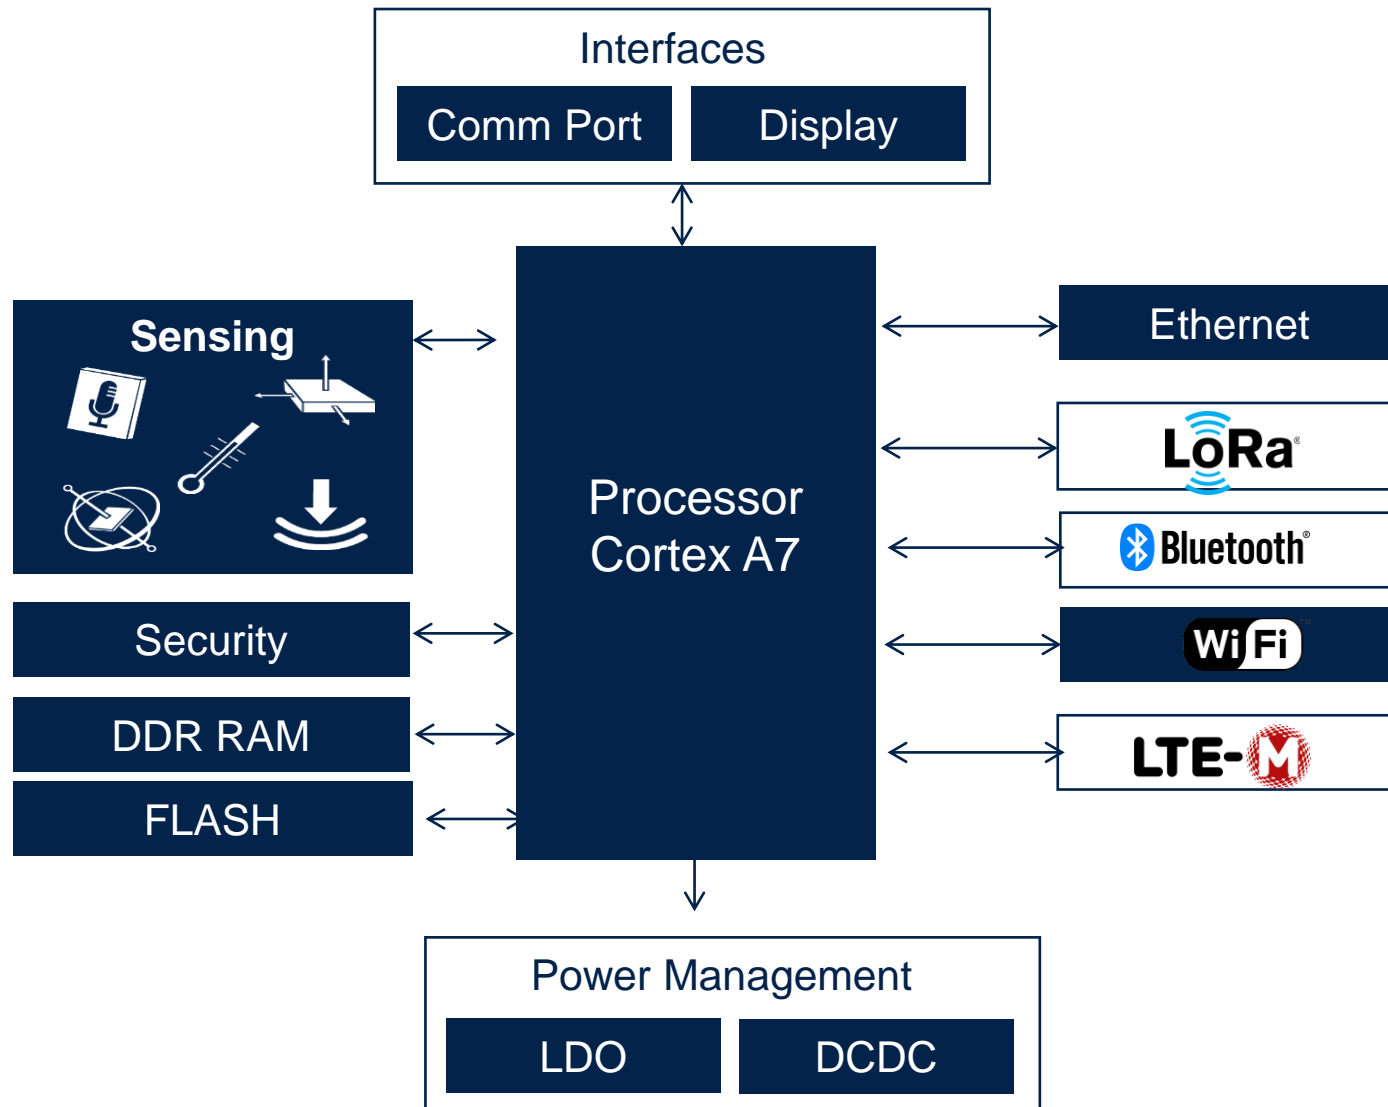 Interfaces
Comm Port
Display
Sensing
Security
DDR RAM
FLASH
Processor
Cortex A7
Ethernet
LoRa®
Bluetooth®
WiFi™
LTE-M
Power Management
LDO
DCDC